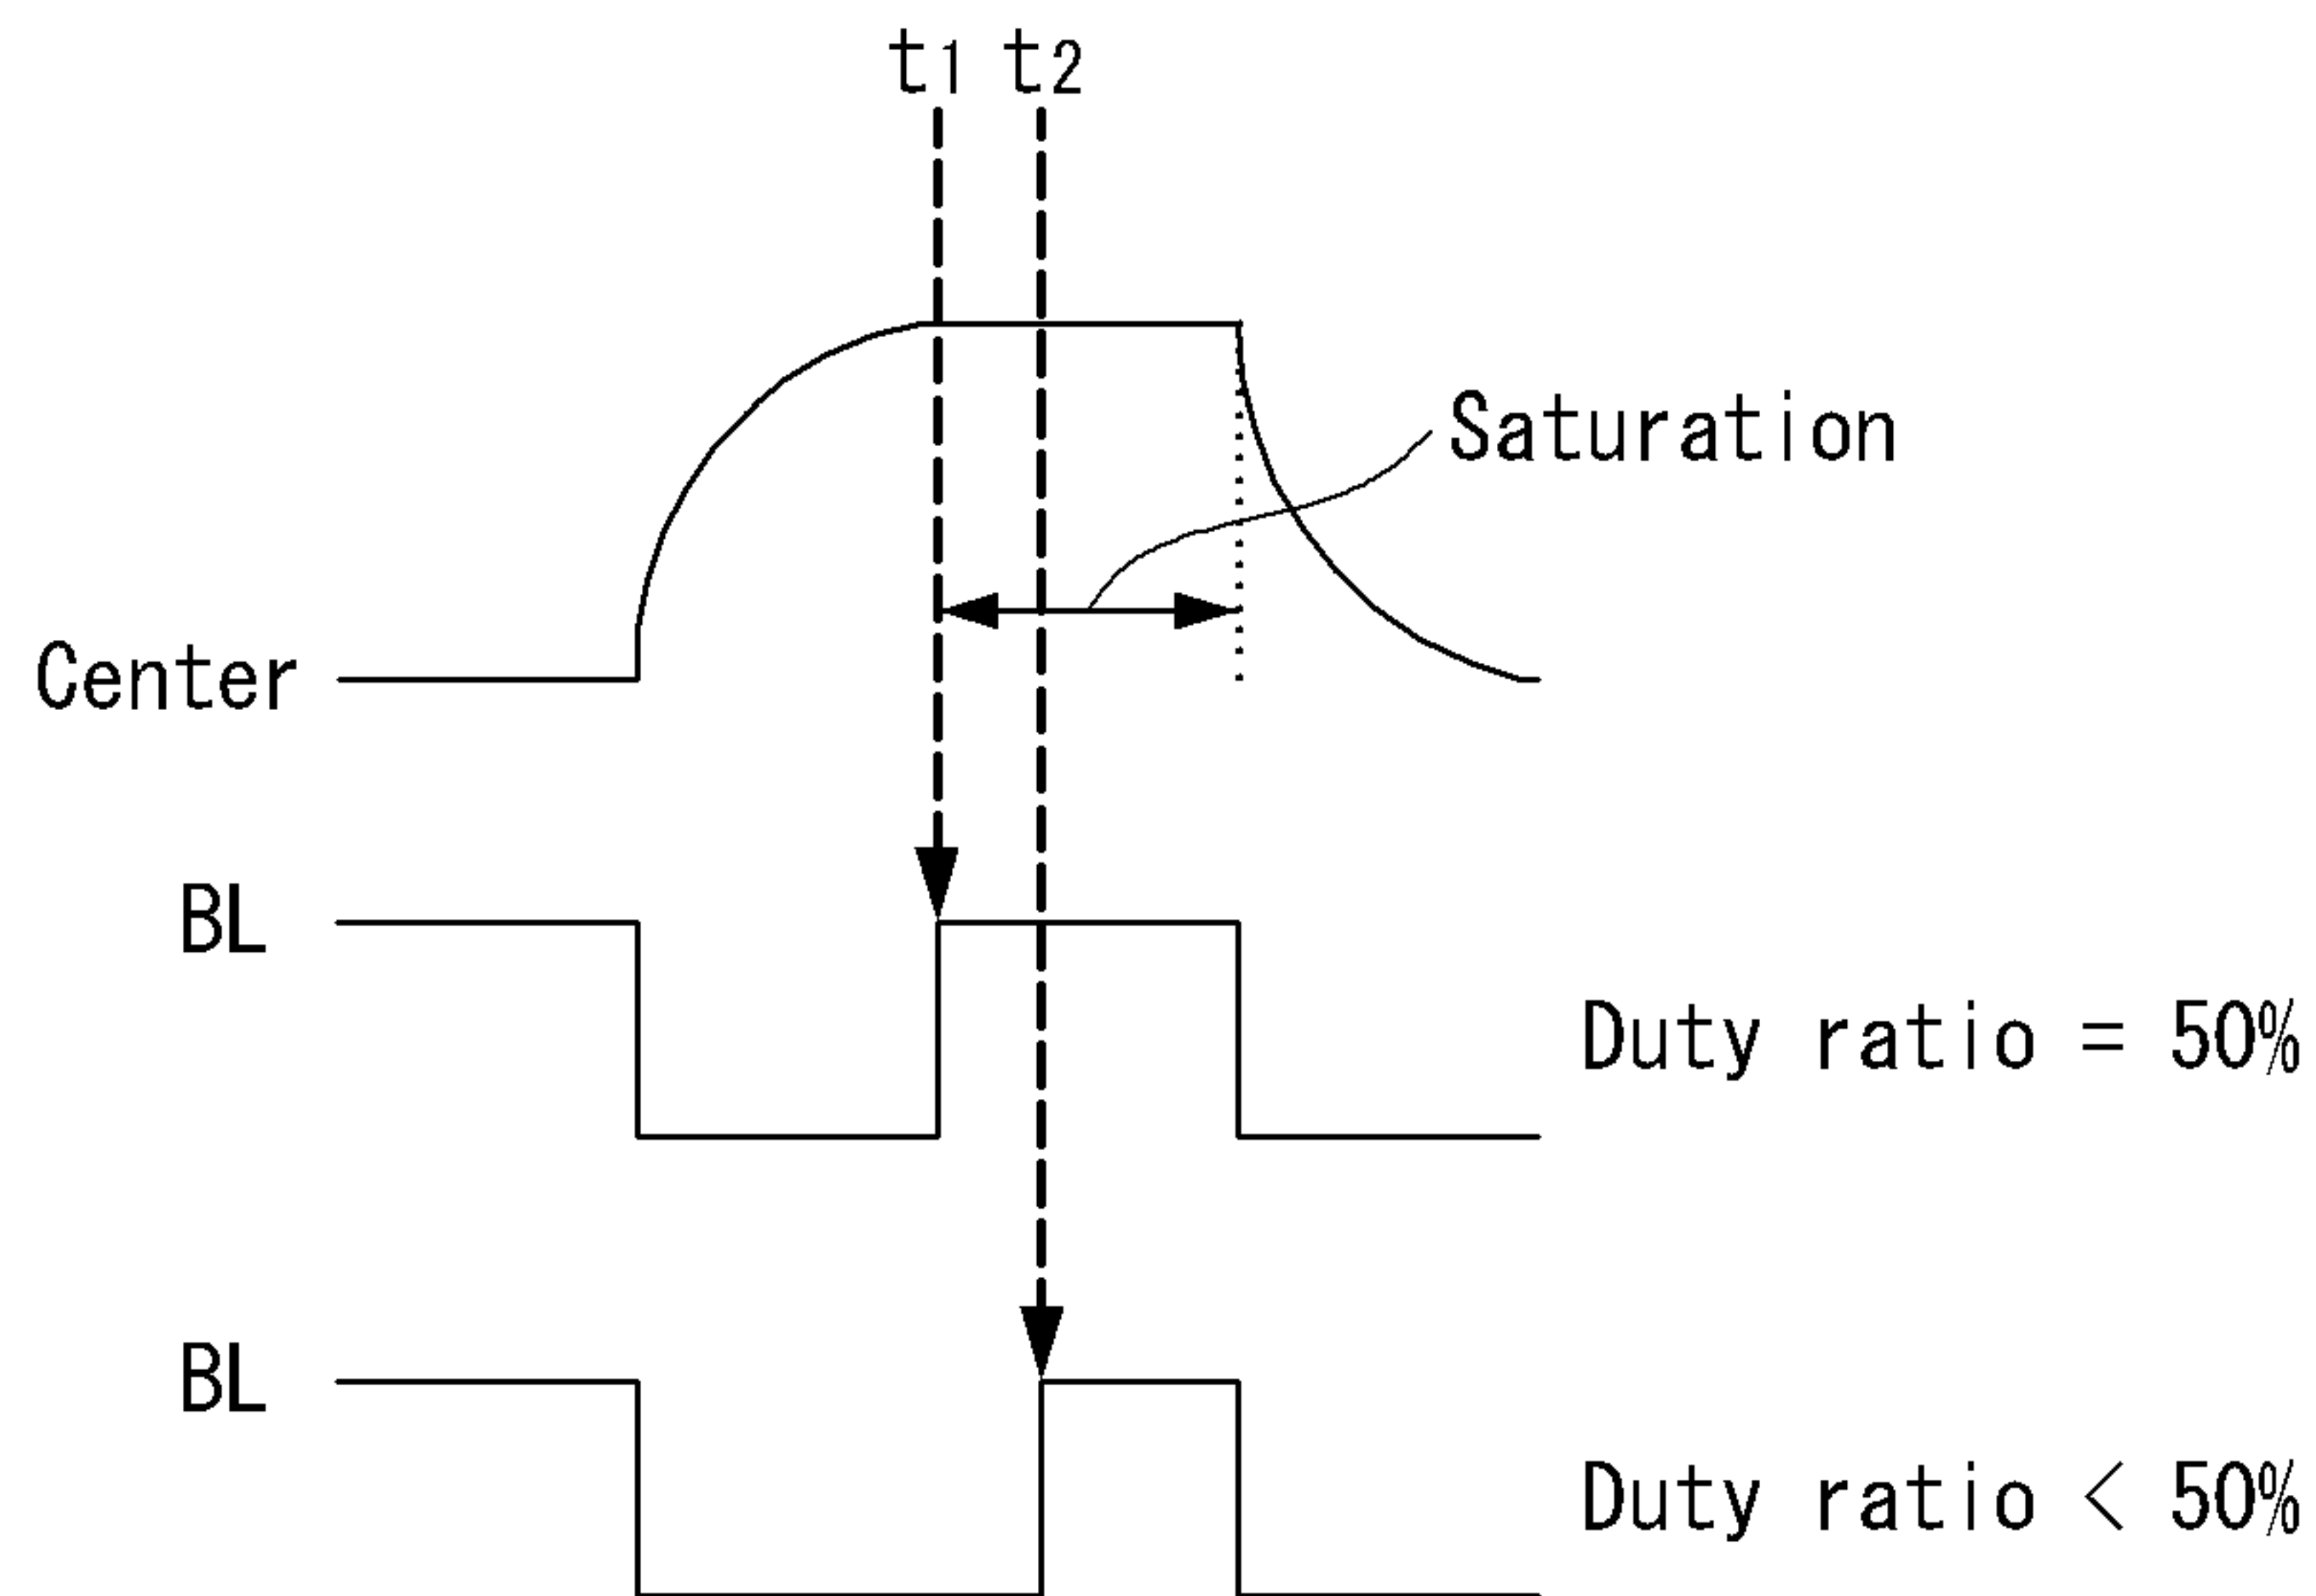 t1 t2
Saturation
Center
BL
Duty ratio = 50%
BL
Duty ratio < 50%